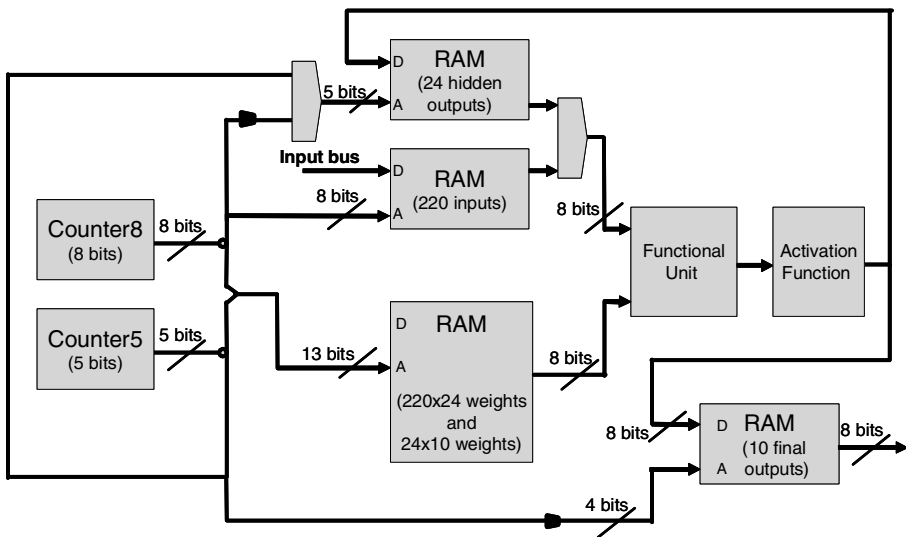 D
RAM
(24 hidden
outputs)
5 bits
A
Input bus
D
RAM
(220 inputs)
8 bits
A
Counter8
(8 bits)
8 bits
8 bits
Functional
Unit
Activation
Function
Counter5
(5 bits)
5 bits
D
RAM
13 bits
A
8 bits
(220x24 weights
and
24x10 weights)
8 bits
D
RAM
(10 final
outputs)
8 bits
A
4 bits